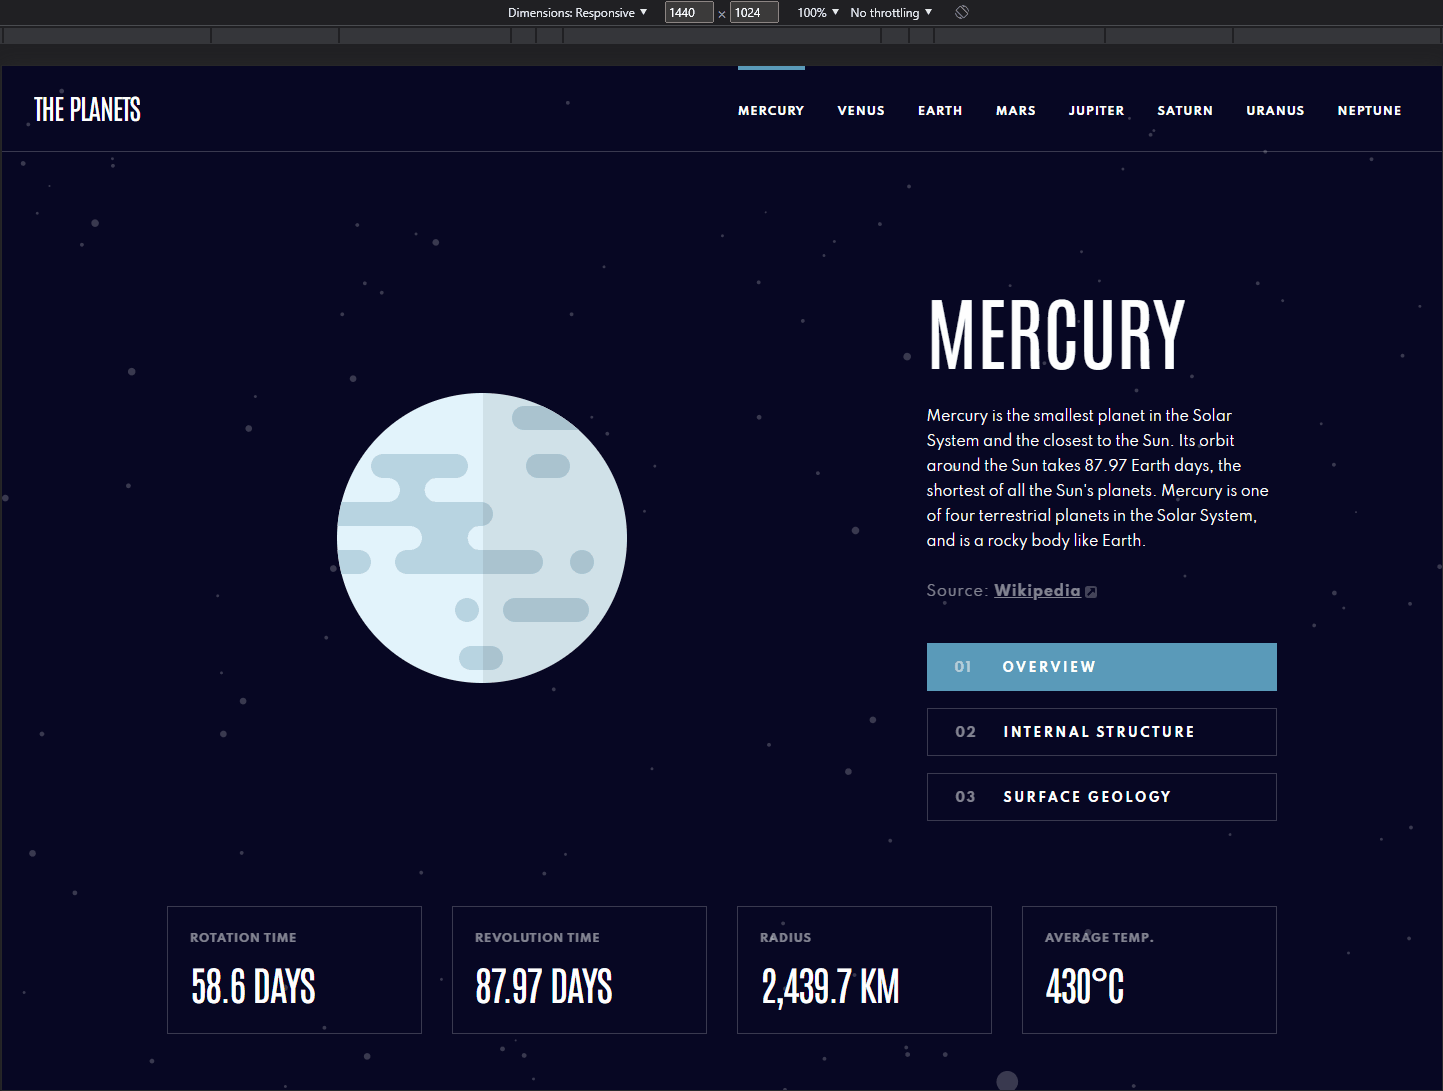 Dimensions: Responsive 1440 × 1024 100% No throttling
THE PLANETS
MERCURY VENUS EARTH MARS JUPITER SATURN URANUS NEPTUNE
MERCURY
Mercury is the smallest planet in the Solar
System and the closest to the Sun. Its orbit
around the Sun takes 87.97 Earth days, the
shortest of all the Sun's planets. Mercury is one
of four terrestrial planets in the Solar System,
and is a rocky body like Earth.
Source: Wikipedia
01 OVERVIEW
02 INTERNAL STRUCTURE
03 SURFACE GEOLOGY
ROTATION TIME
58.6 DAYS
REVOLUTION TIME
87.97 DAYS
RADIUS
2,439.7 KM
AVERAGE TEMP.
430°C